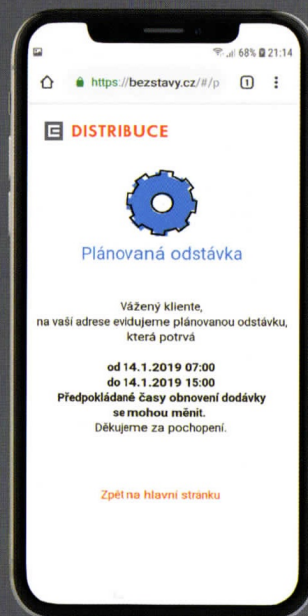 68% 21:14
https://bezstavy.cz/#/p 1
E DISTRIBUCE
Plánovaná odstávka
Vážený kliente,
na vaší adrese evidujeme plánovanou odstávku,
která potrvá
od 14.1.2019 07:00
do 14.1.2019 15:00
Předpokládané časy obnovení dodávky
se mohou měnit.
Děkujeme za pochopení.
Zpět na hlavní stránku